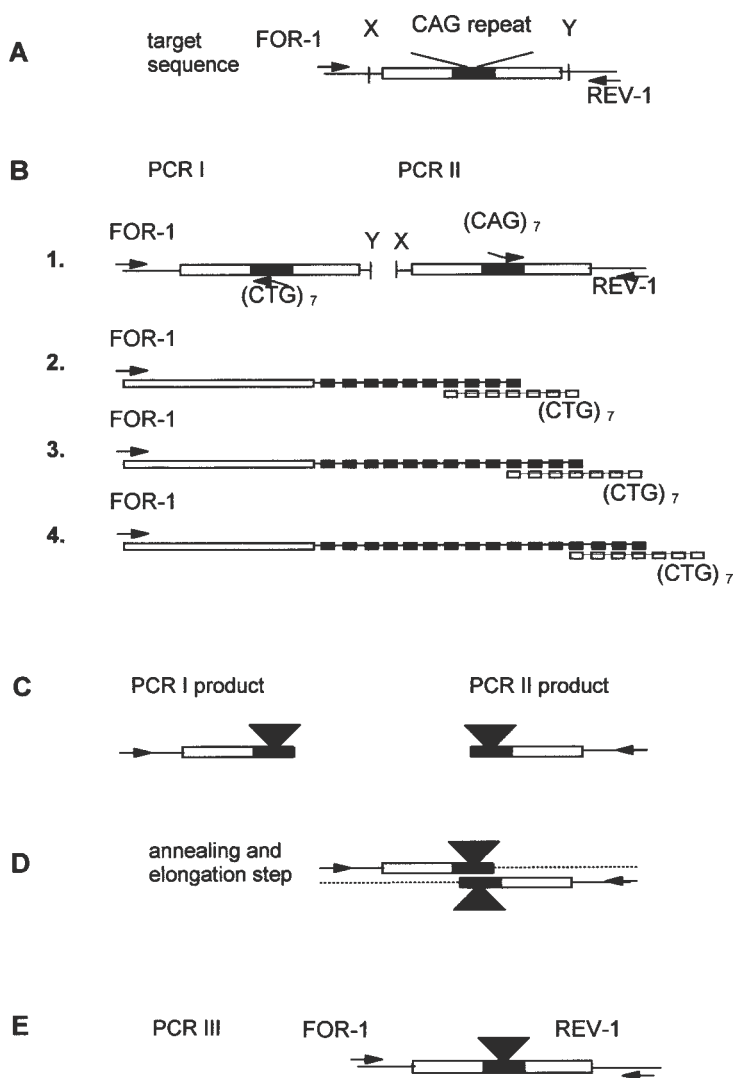 A
target
sequence
FOR-1
X
CAG repeat
Y
REV-1
B
PCR I
PCR II
1.
FOR-1
Y
X
(CAG) 7
(CTG) 7
REV-1
2.
FOR-1
(CTG) 7
3.
FOR-1
(CTG) 7
4.
FOR-1
(CTG) 7
C
PCR I product
PCR II product
D
annealing and
elongation step
E
PCR III
FOR-1
REV-1